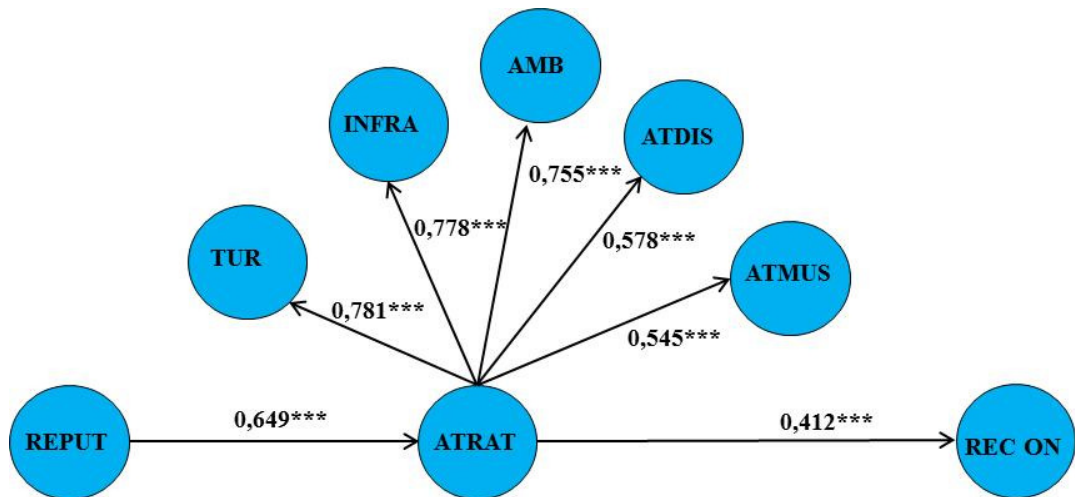 AMB
INFRA
ATDIS
0,755***
0,778***
0,578***
TUR
ATMUS
0,781***
0,545***
0,649***
0,412***
REPUT
ATRAT
REC ON